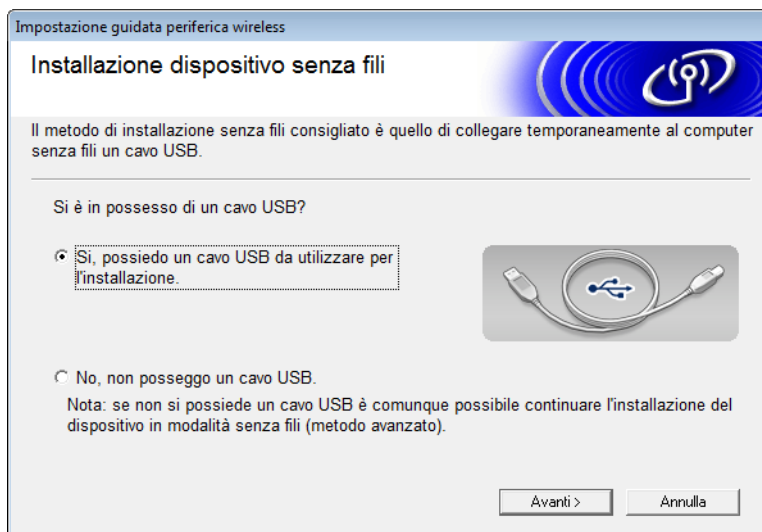 Impostazione guidata periferica wireless
Installazione dispositivo senza fili
Il metodo di installazione senza fili consigliato è quello di collegare temporaneamente al computer
senza fili un cavo USB.
Si è in possesso di un cavo USB?
Si, possiedo un cavo USB da utilizzare per
l'installazione.
No, non posseggo un cavo USB.
Nota: se non si possiede un cavo USB è comunque possibile continuare l'installazione del
dispositivo in modalità senza fili (metodo avanzato).
Avanti >
Annulla